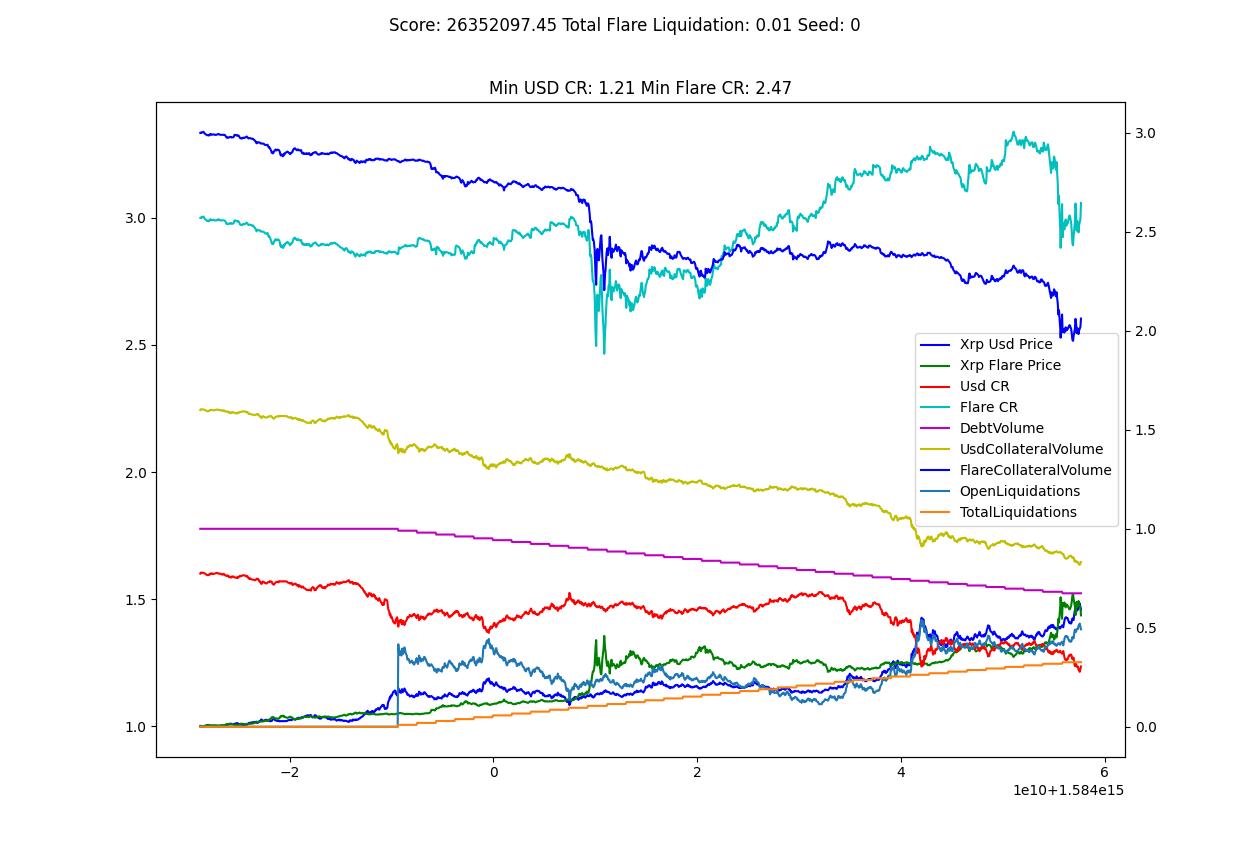 Score: 26352097.45 Total Flare Liquidation: 0.01 Seed: 0
Min USD CR: 1.21 Min Flare CR: 2.47
3.0
2.5
2.0
1.5
1.0
3.0
2.5
2.0
1.5
1.0
0.5
0.0
Xrp Usd Price
Xrp Flare Price
Usd CR
Flare CR
DebtVolume
UsdCollateralVolume
FlareCollateralVolume
OpenLiquidations
TotalLiquidations
−2 0 2 4 6
1e10+1.584e15